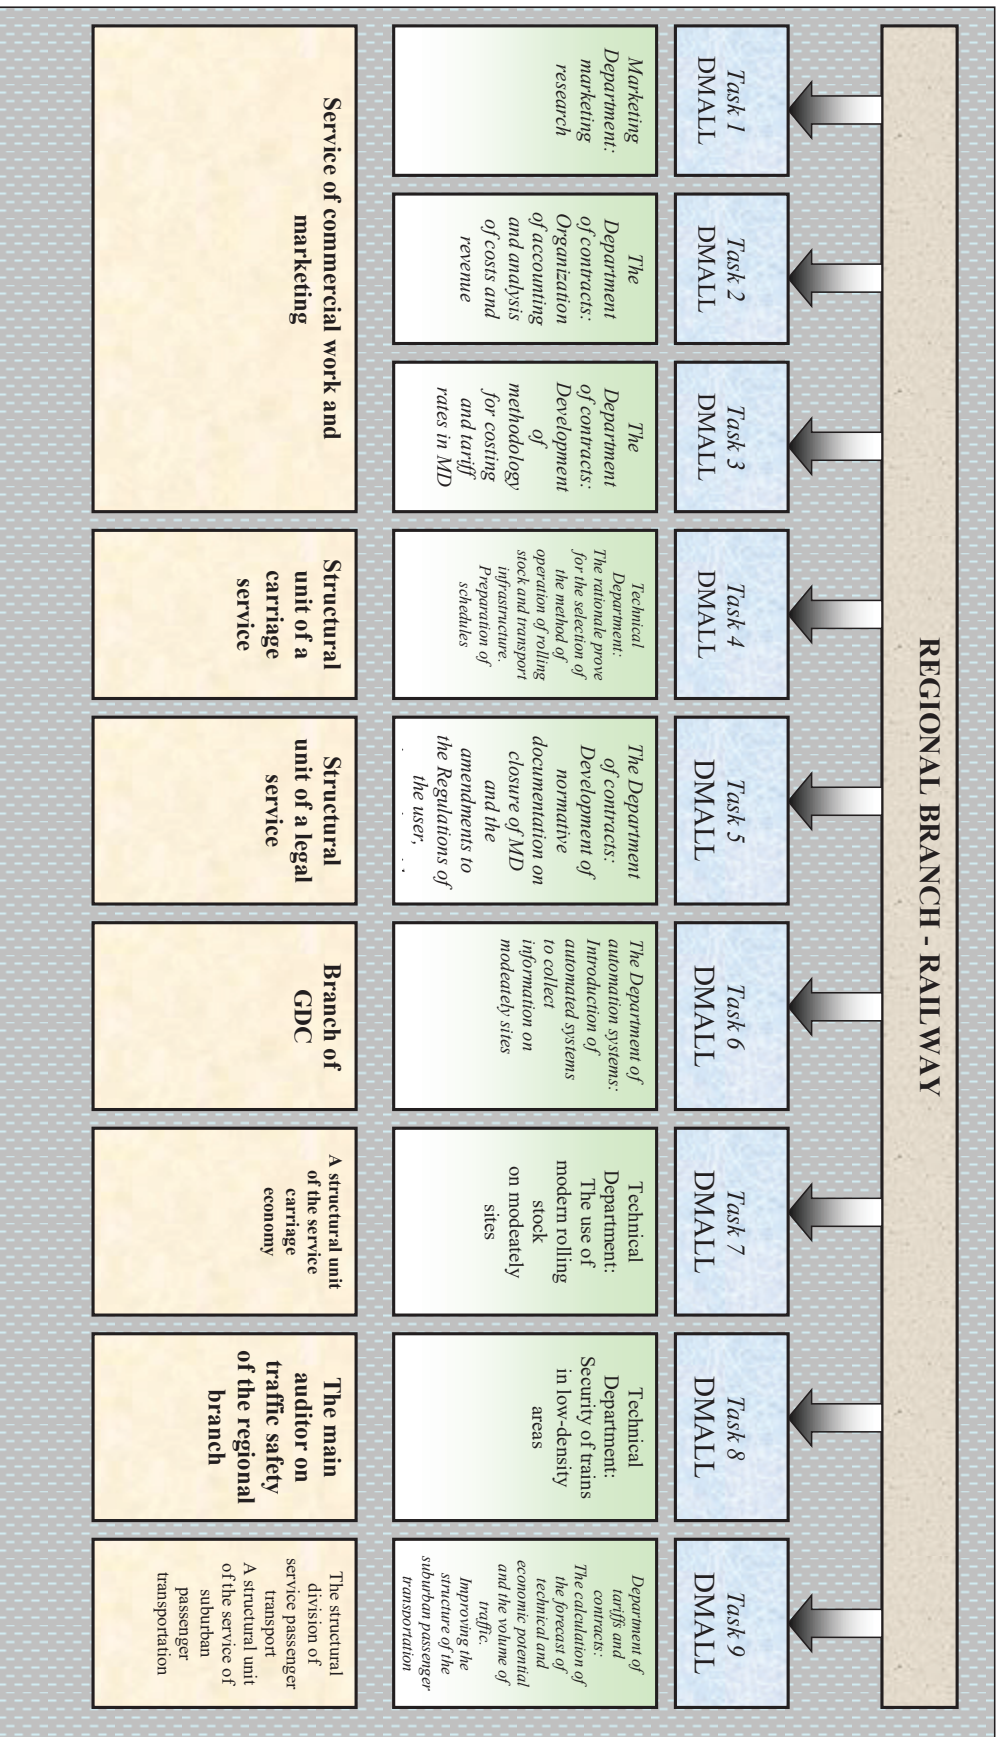 REGIONAL BRANCH - RAILWAY
Task 1
DMALL
Task 2
DMALL
Task 3
DMALL
Task 4
DMALL
Task 5
DMALL
Task 6
DMALL
Task 7
DMALL
Task 8
DMALL
Task 9
DMALL
Marketing
Department:
marketing
research
The
Department
of contracts:
Organization
of accounting
and analysis
of costs and
revenue
The
Department
of contracts:
Development
of
methodology
for costing
and tariff
rates in MD
Technical
Department:
The rationale prove
for the selection of
the method of
operation of rolling
stock and transport
infrastructure.
Preparation of
schedules
The Department
of contracts:
Development of
normative
documentation on
closure of MD
and the
amendments to
the Regulations of
the user,
The Department of
automation systems:
Introduction of
automated systems
to collect
information on
modeately sites
Technical
Department:
The use of
modern rolling
stock
on modeately
sites
Technical
Department:
Security of trains
in low-density
areas
Department of
tariffs and
contracts:
The calculation of
the forecast of
technical and
economic potential
and the volume of
traffic.
Improving the
structure of the
suburban passenger
transportation
Service of commercial work and
marketing
Structural
unit of a
carriage
service
Structural
unit of a legal
service
Branch of
GDC
A structural unit
of the service
carriage
economy
The main
auditor on
traffic safety
of the regional
branch
The structural
division of
service passenger
transport
A structural unit
of the service of
suburban
passenger
transportation